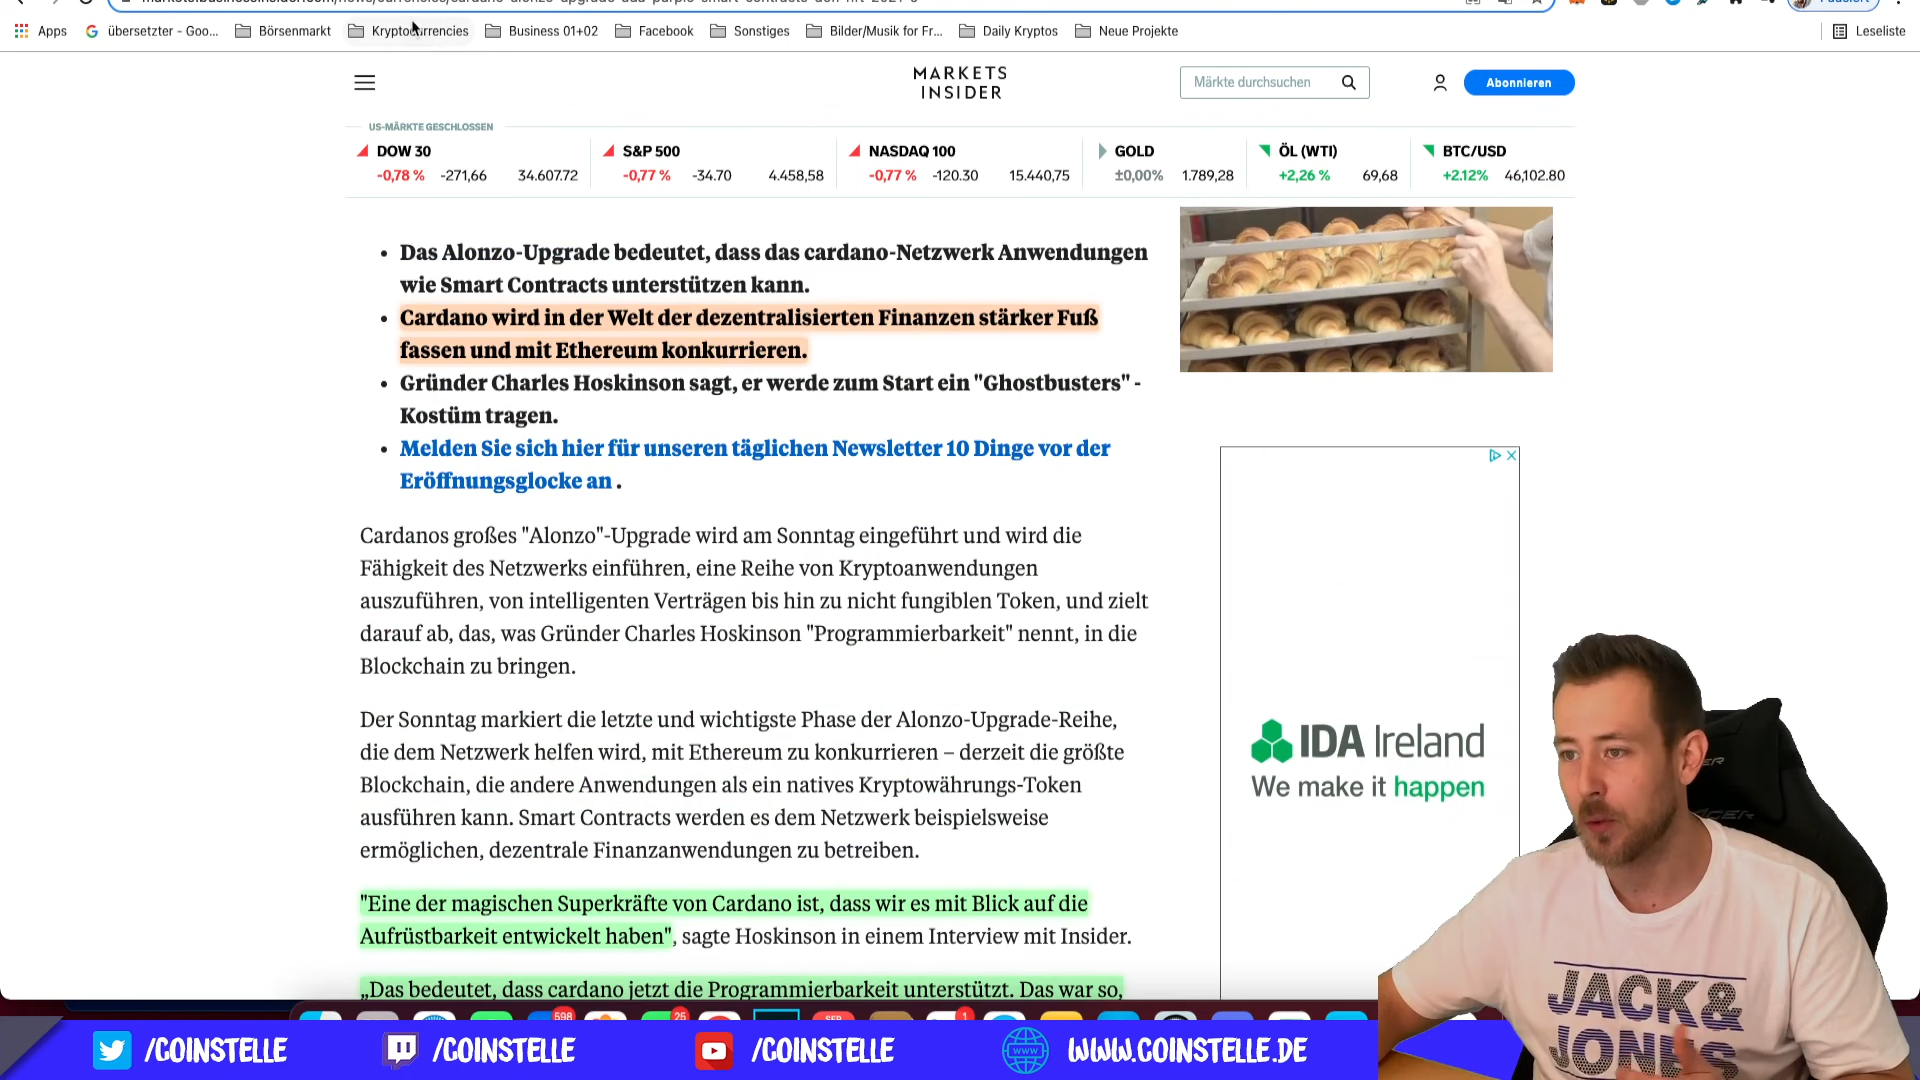 Apps
übersetzter - Goo...
Börsenmarkt
Kryptocurrencies
Business 01+02
Facebook
Sonstiges
Bilder/Musik for Fr...
Daily Kryptos
Neue Projekte
Leseliste
MARKETS
INSIDER
Märkte durchsuchen
Abonnieren
US-MÄRKTE GESCHLOSSEN
DOW 30
-0,78 % -271,66 34.607.72
S&P 500
-0,77 % -34.70 4.458,58
NASDAQ 100
-0,77 % -120.30 15.440,75
GOLD
±0,00% 1.789,28
ÖL (WTI)
+2,26 % 69,68
BTC/USD
+2.12% 46,102.80
Das Alonzo-Upgrade bedeutet, dass das cardano-Netzwerk Anwendungen
wie Smart Contracts unterstützen kann.
Cardano wird in der Welt der dezentralisierten Finanzen stärker Fuß
fassen und mit Ethereum konkurrieren.
Gründer Charles Hoskinson sagt, er werde zum Start ein "Ghostbusters" -
Kostüm tragen.
Melden Sie sich hier für unseren täglichen Newsletter 10 Dinge vor der
Eröffnungsglocke an .
Cardanos großes "Alonzo"-Upgrade wird am Sonntag eingeführt und wird die
Fähigkeit des Netzwerks einführen, eine Reihe von Kryptoanwendungen
auszuführen, von intelligenten Verträgen bis hin zu nicht fungiblen Token, und zielt
darauf ab, das, was Gründer Charles Hoskinson "Programmierbarkeit" nennt, in die
Blockchain zu bringen.
Der Sonntag markiert die letzte und wichtigste Phase der Alonzo-Upgrade-Reihe,
die dem Netzwerk helfen wird, mit Ethereum zu konkurrieren – derzeit die größte
Blockchain, die andere Anwendungen als ein natives Kryptowährungs-Token
ausführen kann. Smart Contracts werden es dem Netzwerk beispielsweise
ermöglichen, dezentrale Finanzanwendungen zu betreiben.
"Eine der magischen Superkräfte von Cardano ist, dass wir es mit Blick auf die
Aufrüstbarkeit entwickelt haben", sagte Hoskinson in einem Interview mit Insider.
„Das bedeutet, dass cardano jetzt die Programmierbarkeit unterstützt. Das war so,
IDA Ireland
We make it happen
JACK&
JONES
598
25
SEP
1
/COINSTELLE
/COINSTELLE
/COINSTELLE
WWW.COINSTELLE.DE